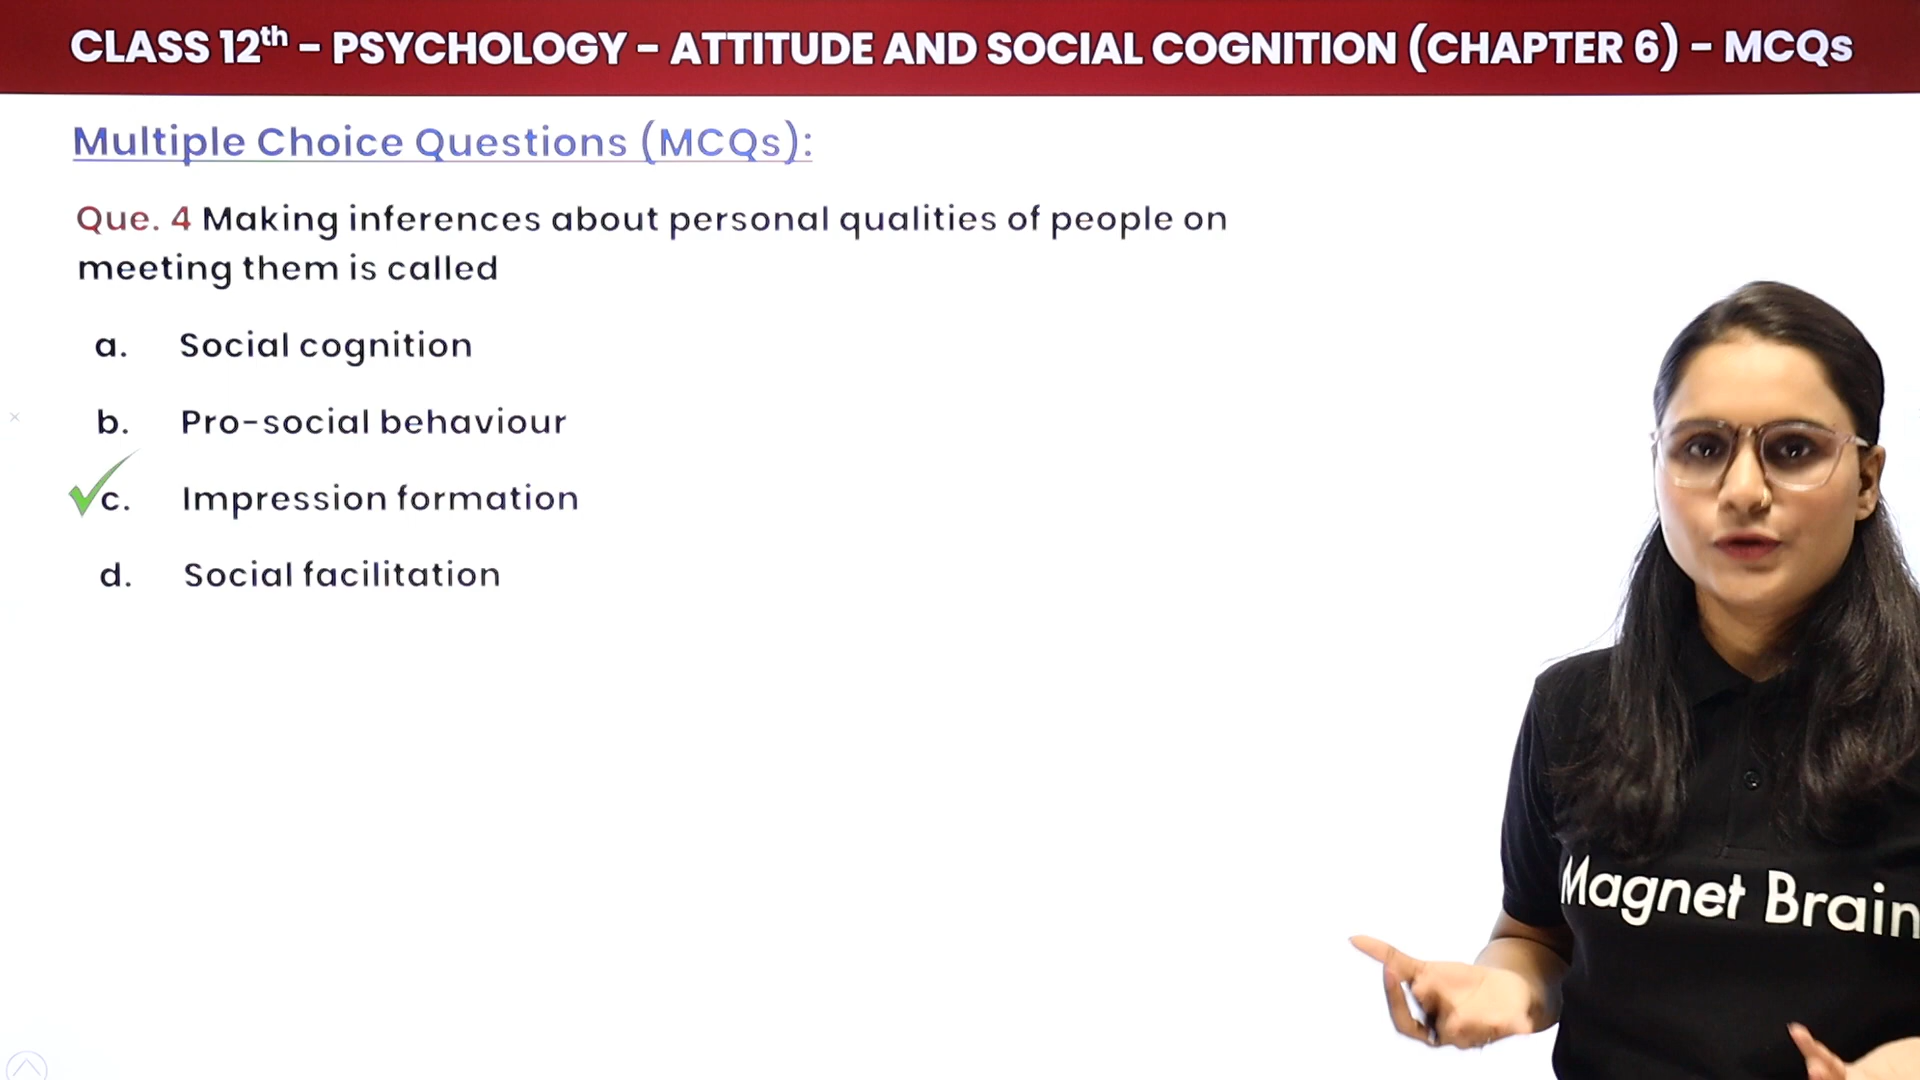 CLASS 12th – PSYCHOLOGY – ATTITUDE AND SOCIAL COGNITION (CHAPTER 6) – MCQs
Multiple Choice Questions (MCQs):
Que. 4 Making inferences about personal qualities of people on
meeting them is called
a. Social cognition
b. Pro-social behaviour
c. Impression formation
d. Social facilitation
Magnet Brain